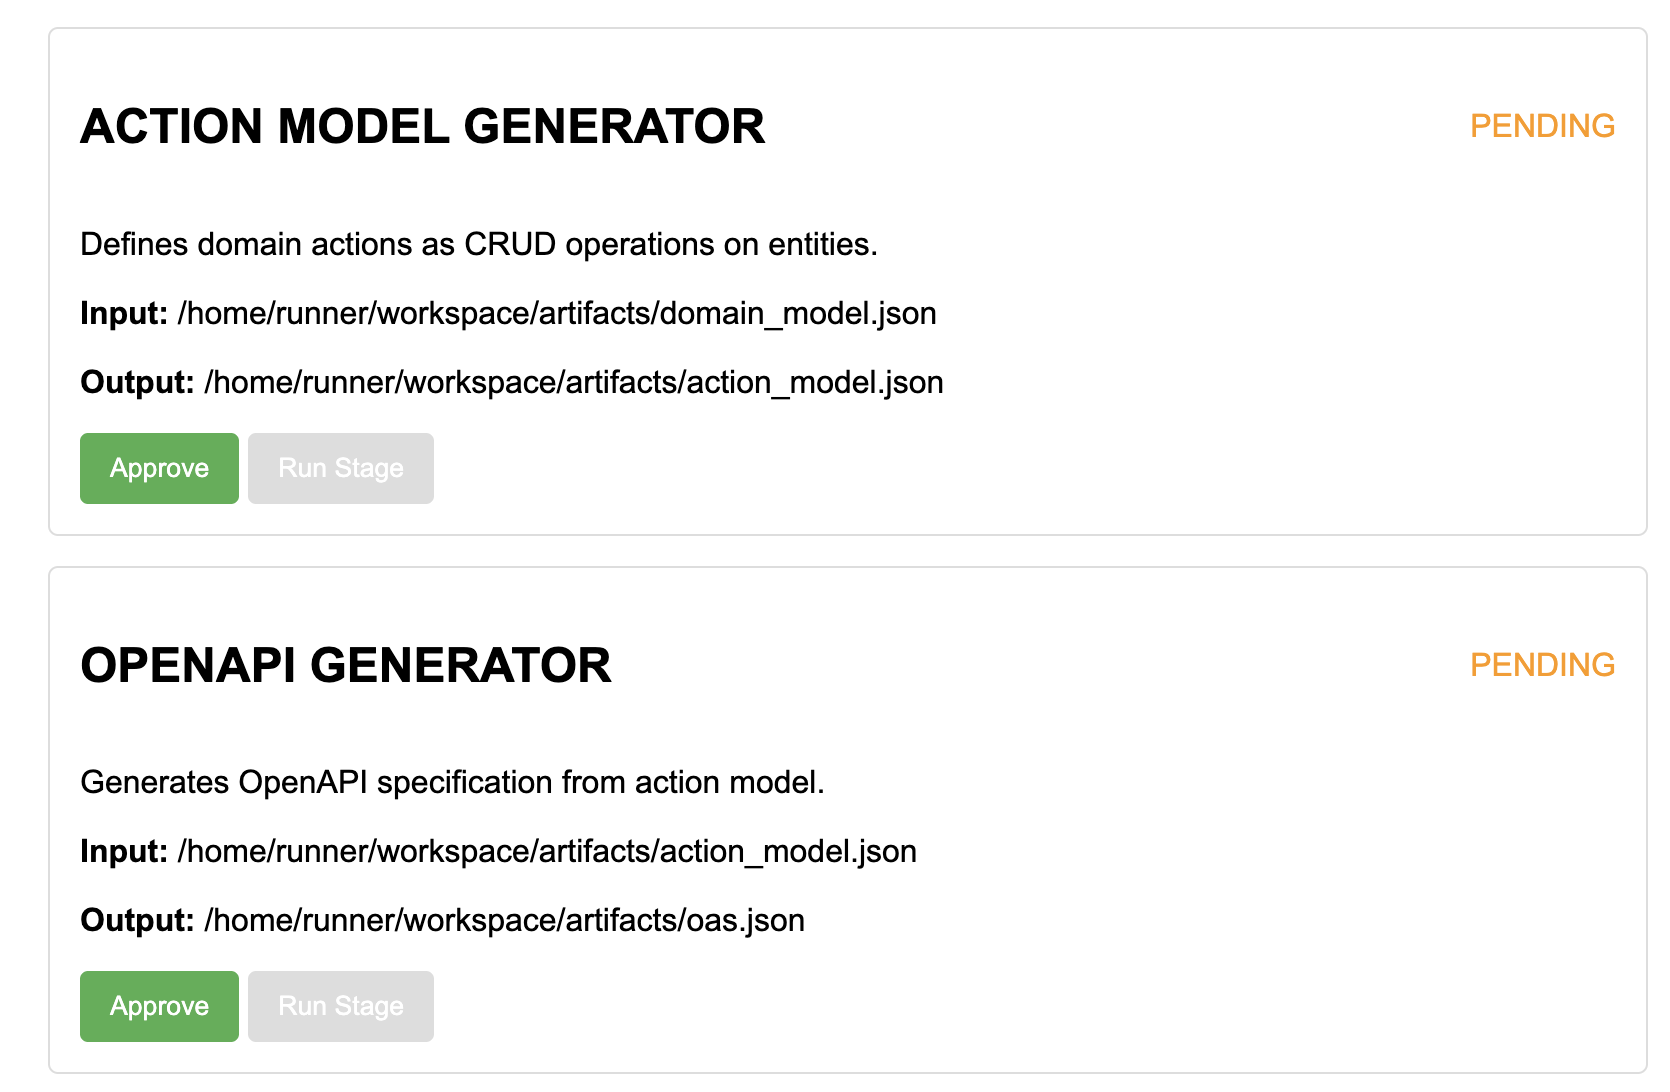 ACTION MODEL GENERATOR
PENDING
Defines domain actions as CRUD operations on entities.
Input: /home/runner/workspace/artifacts/domain_model.json
Output: /home/runner/workspace/artifacts/action_model.json
Approve
Run Stage
OPENAPI GENERATOR
PENDING
Generates OpenAPI specification from action model.
Input: /home/runner/workspace/artifacts/action_model.json
Output: /home/runner/workspace/artifacts/oas.json
Approve
Run Stage